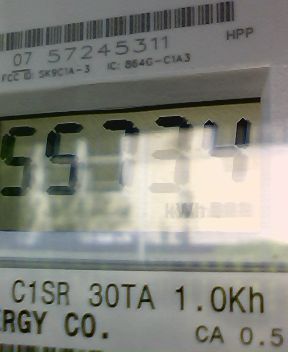 07 57245311 HPP
FCC ID: SK9C1A-3 IC: 864G-C1A3
55734
kWh
C1SR 30TA 1.0Kh
ERGY CO. CA 0.5